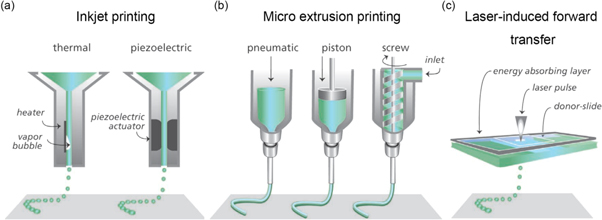 (a)
Inkjet printing
thermal
piezoelectric
heater
vapor
bubble
piezoelectric
actuator
(b)
Micro extrusion printing
pneumatic
piston
screw
inlet
(c)
Laser-induced forward
transfer
energy absorbing layer
laser pulse
donor-slide